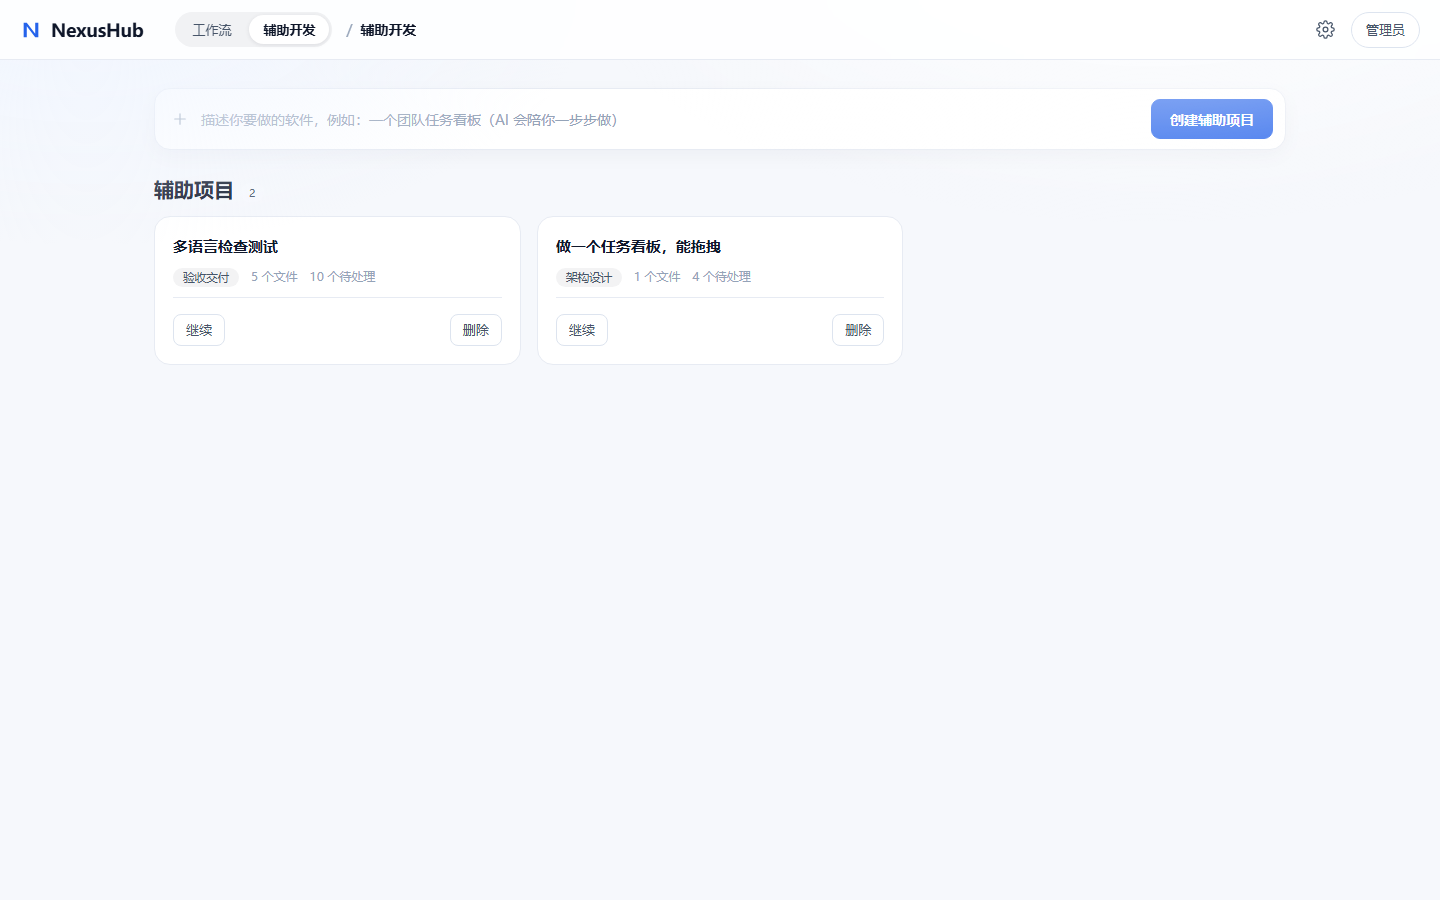 NexusHub 工作流 辅助开发 / 辅助开发 管理员
描述你要做的软件，例如：一个团队任务看板（AI 会陪你一步步做） 创建辅助项目
辅助项目 2
多语言检查测试
验收交付 5 个文件 10 个待处理
继续 删除
做一个任务看板，能拖拽
架构设计 1 个文件 4 个待处理
继续 删除